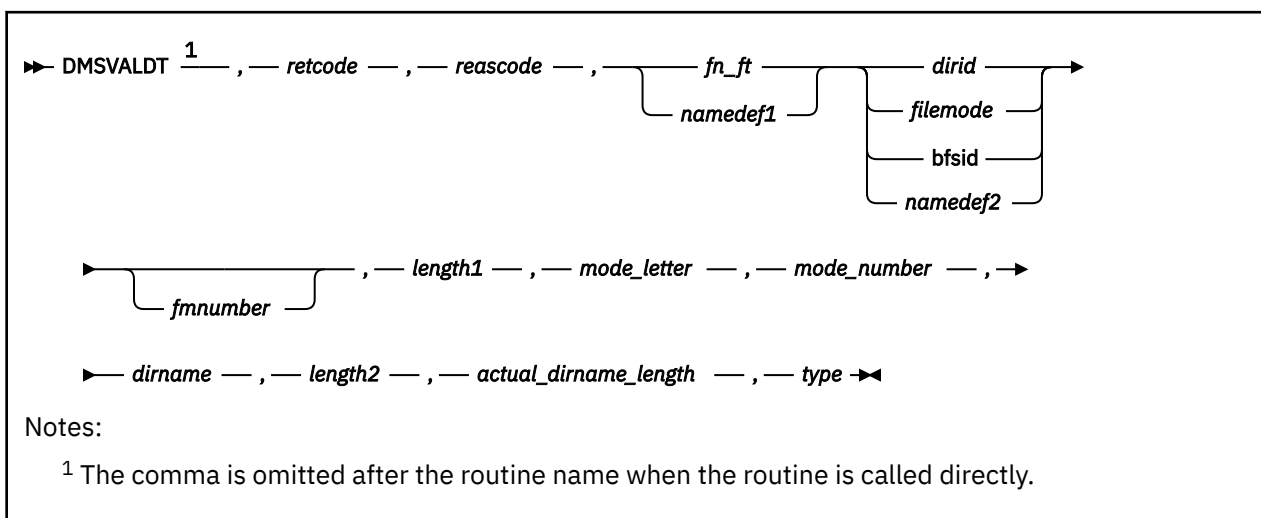 DMSVALDT 1 , retcode , reascode , fn_ft dirid
namedef1 filemode
bfsid
namedef2
, length1 , mode_letter , mode_number ,
fmnumber
dirname , length2 , actual_dirname_length , type
Notes:
1 The comma is omitted after the routine name when the routine is called directly.